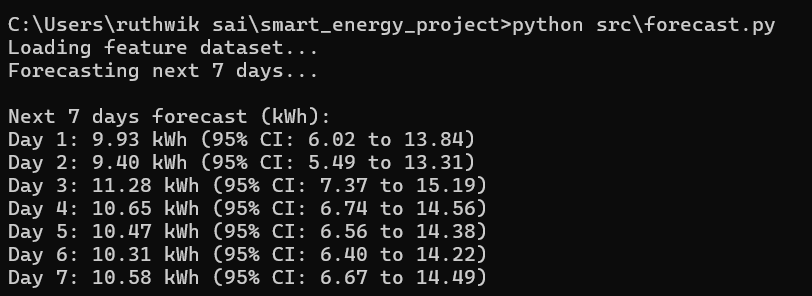 C:\Users\ruthwik sai\smart_energy_project>python src\forecast.py
Loading feature dataset...
Forecasting next 7 days...
Next 7 days forecast (kWh):
Day 1: 9.93 kWh (95% CI: 6.02 to 13.84)
Day 2: 9.40 kWh (95% CI: 5.49 to 13.31)
Day 3: 11.28 kWh (95% CI: 7.37 to 15.19)
Day 4: 10.65 kWh (95% CI: 6.74 to 14.56)
Day 5: 10.47 kWh (95% CI: 6.56 to 14.38)
Day 6: 10.31 kWh (95% CI: 6.40 to 14.22)
Day 7: 10.58 kWh (95% CI: 6.67 to 14.49)